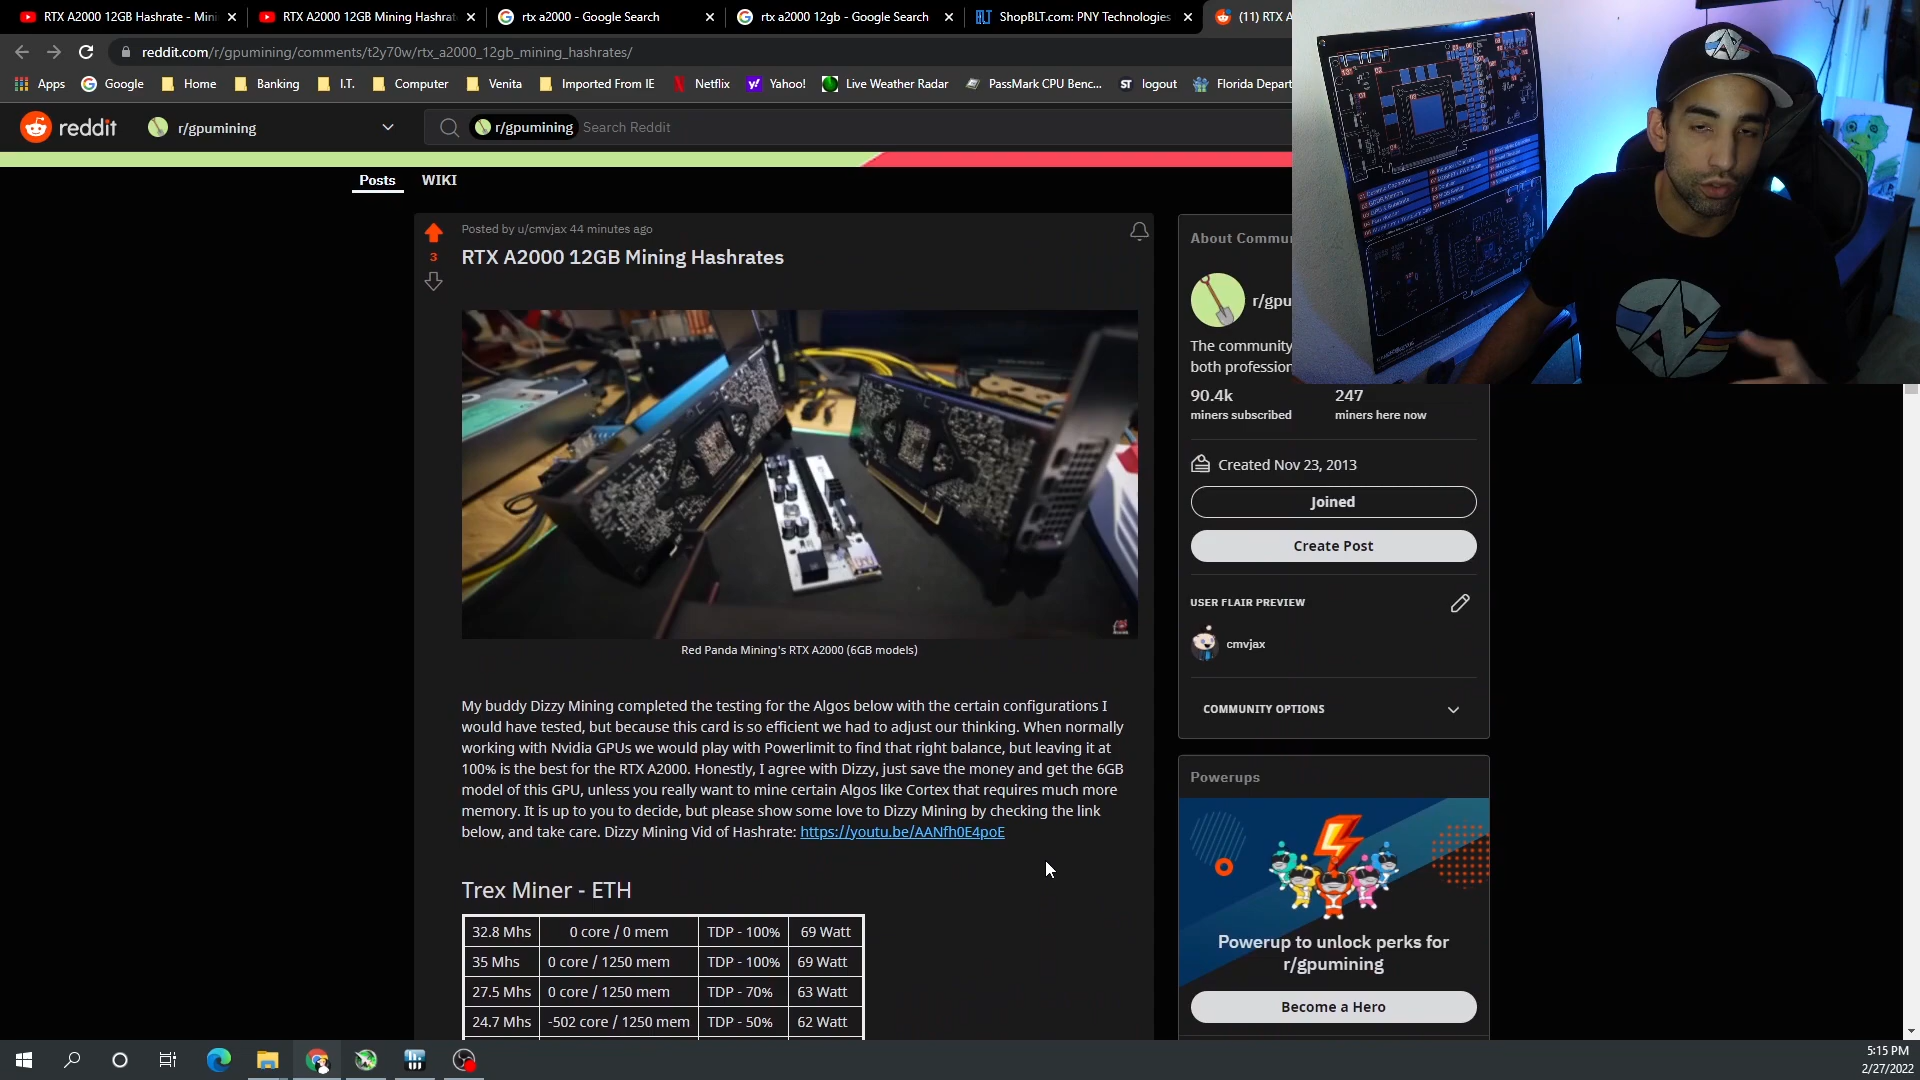 RTX A2000 12GB Hashrate - Mini
RTX A2000 12GB Mining Hashrat
rtx a2000 - Google Search
rtx a2000 12gb - Google Search
ShopBLT.com: PNY Technologies
(11) RTX A
reddit.com/r/gpumining/comments/t2y70w/rtx_a2000_12gb_mining_hashrates/
Apps
Google
Home
Banking
I.T.
Computer
Venita
Imported From IE
Netflix
Yahoo!
Live Weather Radar
PassMark CPU Benc...
ST logout
Florida Depart
reddit
r/gpumining
r/gpumining Search Reddit
Posts
WIKI
Posted by u/cmvjax 44 minutes ago
3
RTX A2000 12GB Mining Hashrates
Red Panda Mining's RTX A2000 (6GB models)
My buddy Dizzy Mining completed the testing for the Algos below with the certain configurations I
would have tested, but because this card is so efficient we had to adjust our thinking. When normally
working with Nvidia GPUs we would play with Powerlimit to find that right balance, but leaving it at
100% is the best for the RTX A2000. Honestly, I agree with Dizzy, just save the money and get the 6GB
model of this GPU, unless you really want to mine certain Algos like Cortex that requires much more
memory. It is up to you to decide, but please show some love to Dizzy Mining by checking the link
below, and take care. Dizzy Mining Vid of Hashrate: https://youtu.be/AANfh0E4poE
Trex Miner - ETH
32.8 Mhs 0 core / 0 mem TDP - 100% 69 Watt
35 Mhs 0 core / 1250 mem TDP - 100% 69 Watt
27.5 Mhs 0 core / 1250 mem TDP - 70% 63 Watt
24.7 Mhs -502 core / 1250 mem TDP - 50% 62 Watt
About Commu
r/gpu
The community
both profession
90.4k
miners subscribed
247
miners here now
Created Nov 23, 2013
Joined
Create Post
USER FLAIR PREVIEW
cmvjax
COMMUNITY OPTIONS
Powerups
Powerup to unlock perks for
r/gpumining
Become a Hero
5:15 PM
2/27/2022